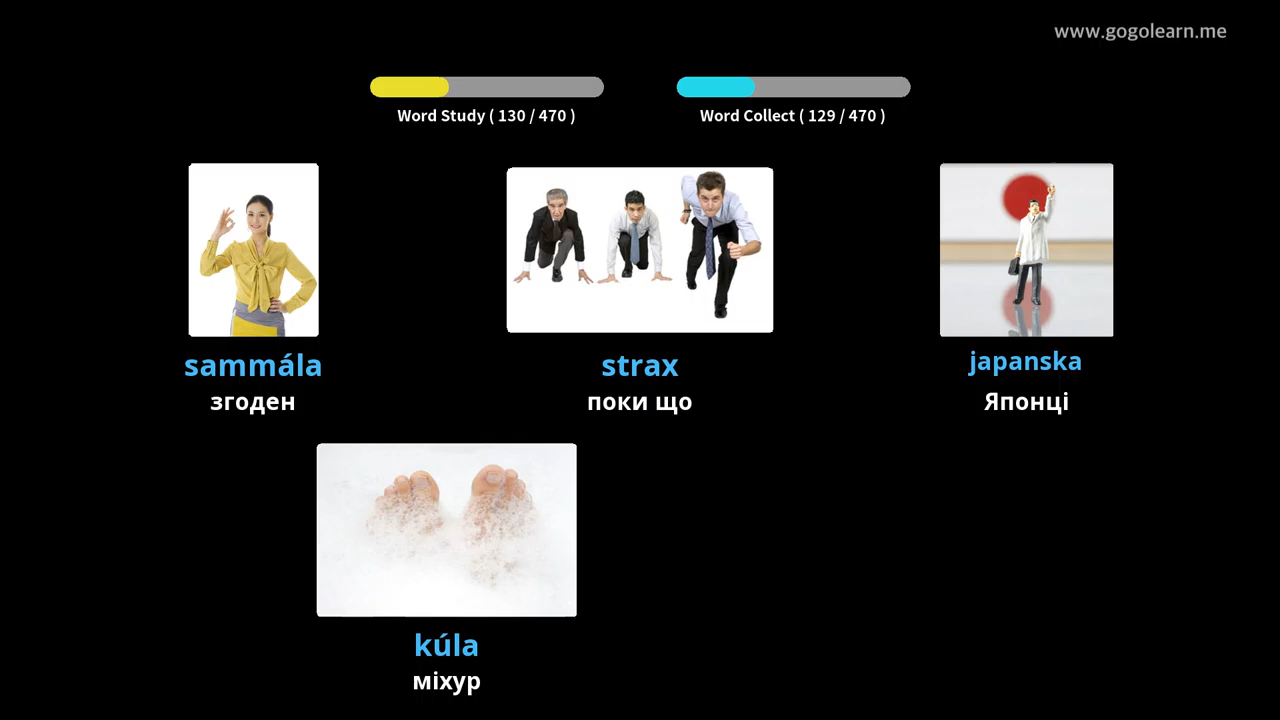 www.gogolearn.me
Word Study ( 130 / 470 )
Word Collect ( 129 / 470 )
sammála
згоден
strax
поки що
japanska
Японці
kúla
міхур